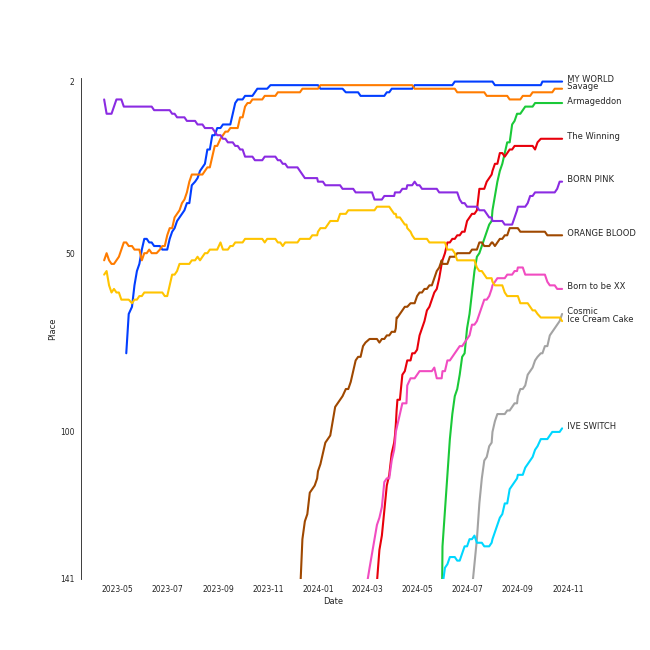 2
MY WORLD
Savage
Armageddon
The Winning
BORN PINK
ORANGE BLOOD
50
Born to be XX
Cosmic
Ice Cream Cake
Place
IVE SWITCH
100
141
2023-05 2023-07 2023-09 2023-11 2024-01 2024-03 2024-05 2024-07 2024-09 2024-11
Date